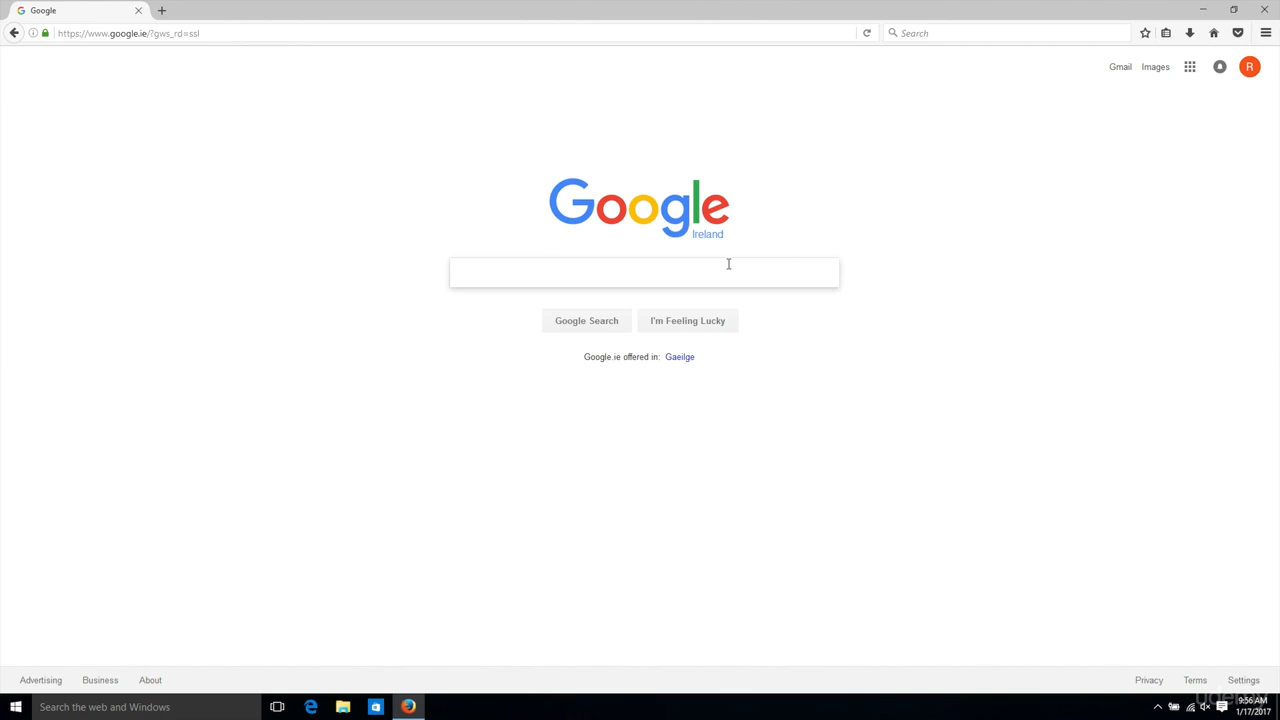 Google
https://www.google.ie/?gws_rd=ssl
Search
Gmail Images
R
Google
Ireland
Google Search I'm Feeling Lucky
Google.ie offered in: Gaeilge
Advertising Business About
Privacy Terms Settings
Search the web and Windows
udemy
9:56 AM
1/17/2017